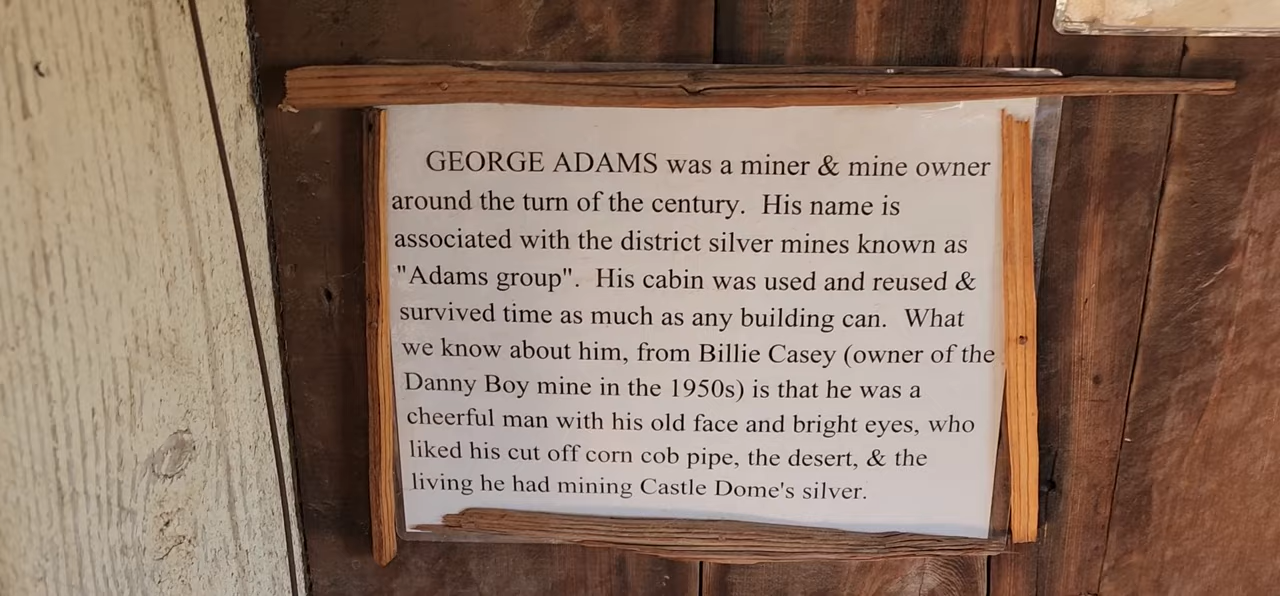 GEORGE ADAMS was a miner & mine owner
around the turn of the century.  His name is
associated with the district silver mines known as
"Adams group".  His cabin was used and reused &
survived time as much as any building can.  What
we know about him, from Billie Casey (owner of the
Danny Boy mine in the 1950s) is that he was a
cheerful man with his old face and bright eyes, who
liked his cut off corn cob pipe, the desert, & the
living he had mining Castle Dome's silver.